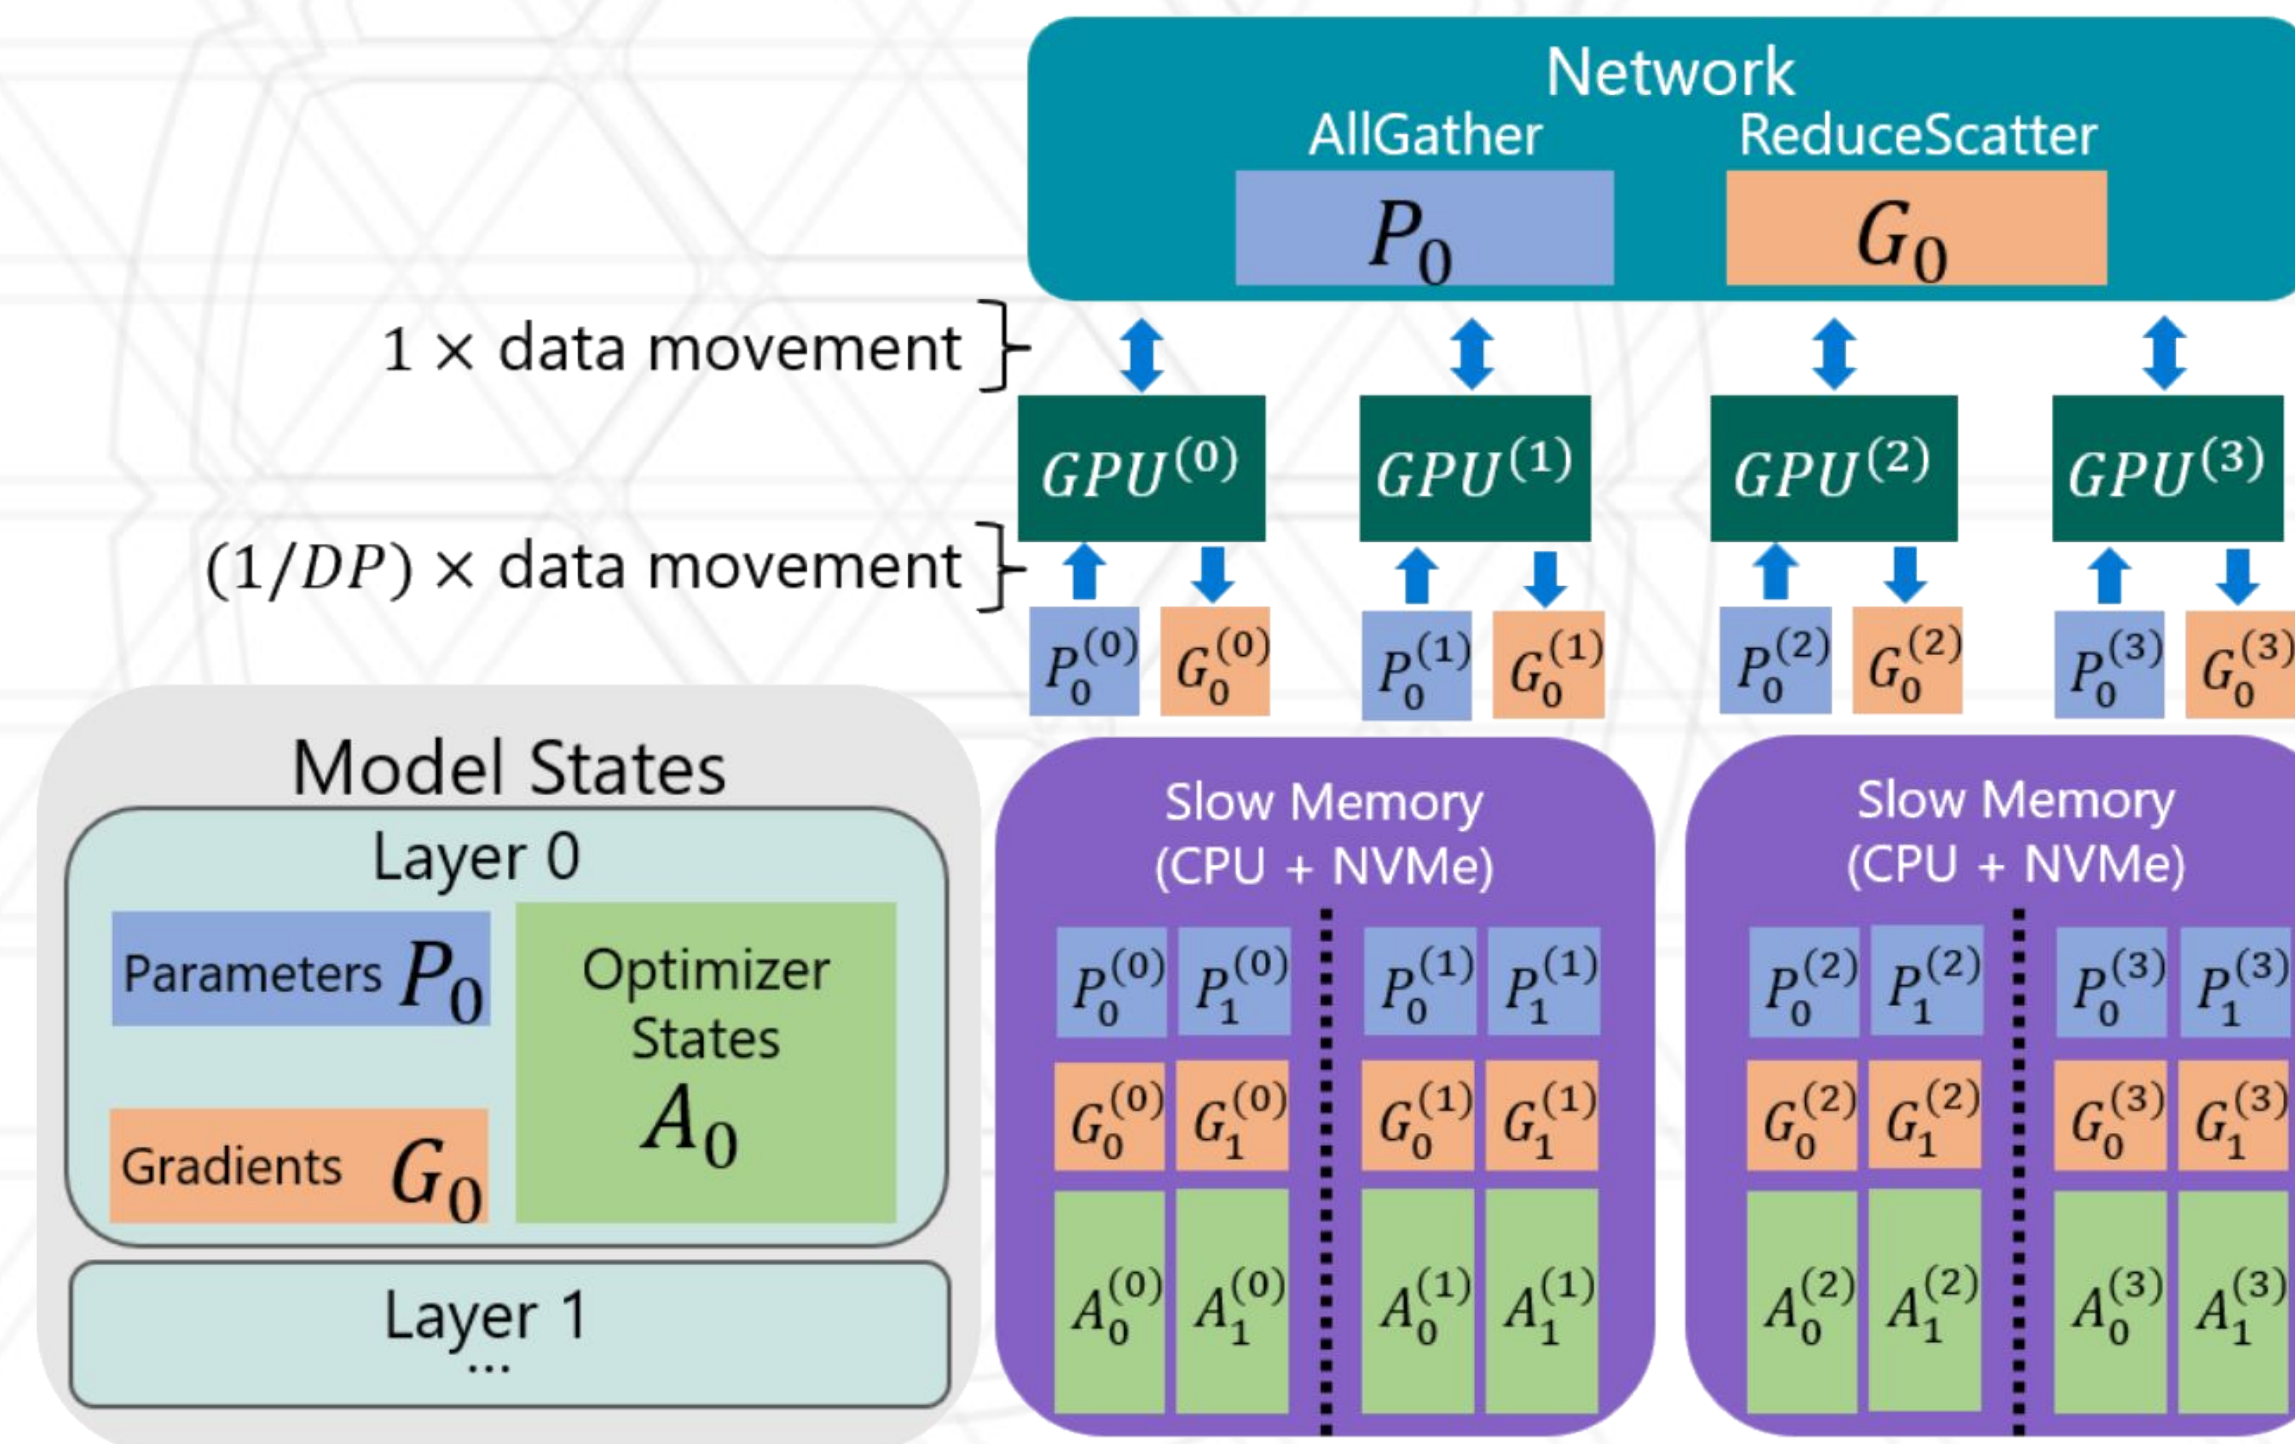 Network
AllGather ReduceScatter
P₀ G₀
1 × data movement
GPU⁽⁰⁾ GPU⁽¹⁾ GPU⁽²⁾ GPU⁽³⁾
(1/DP) × data movement
P₀⁽⁰⁾ G₀⁽⁰⁾ P₀⁽¹⁾ G₀⁽¹⁾ P₀⁽²⁾ G₀⁽²⁾ P₀⁽³⁾ G₀⁽³⁾
Model States
Layer 0
Parameters P₀
Optimizer
States
A₀
Gradients G₀
Layer 1
...
Slow Memory
(CPU + NVMe)
P₀⁽⁰⁾ P₁⁽⁰⁾ P₀⁽¹⁾ P₁⁽¹⁾
G₀⁽⁰⁾ G₁⁽⁰⁾ G₀⁽¹⁾ G₁⁽¹⁾
A₀⁽⁰⁾ A₁⁽⁰⁾ A₀⁽¹⁾ A₁⁽¹⁾
Slow Memory
(CPU + NVMe)
P₀⁽²⁾ P₁⁽²⁾ P₀⁽³⁾ P₁⁽³⁾
G₀⁽²⁾ G₁⁽²⁾ G₀⁽³⁾ G₁⁽³⁾
A₀⁽²⁾ A₁⁽²⁾ A₀⁽³⁾ A₁⁽³⁾